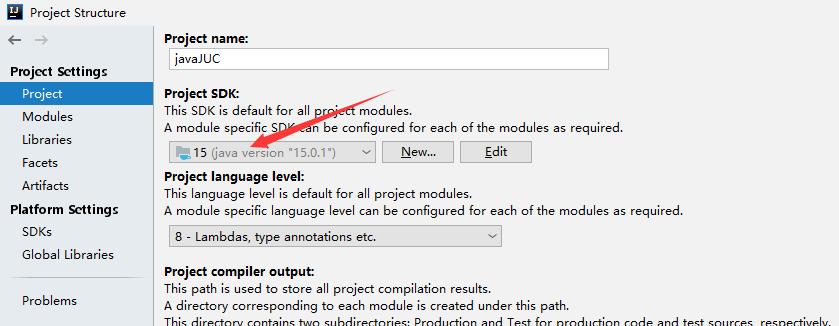 IJ Project Structure
Project name:
javaJUC
Project Settings
Project
Modules
Libraries
Facets
Artifacts
Platform Settings
SDKs
Global Libraries
Problems
Project SDK:
This SDK is default for all project modules.
A module specific SDK can be configured for each of the modules as required.
15 (java version "15.0.1")
New...
Edit
Project language level:
This language level is default for all project modules.
A module specific language level can be configured for each of the modules as required.
8 - Lambdas, type annotations etc.
Project compiler output:
This path is used to store all project compilation results.
A directory corresponding to each module is created under this path.
This directory contains two subdirectories: Production and Test for production code and test sources, respectively.